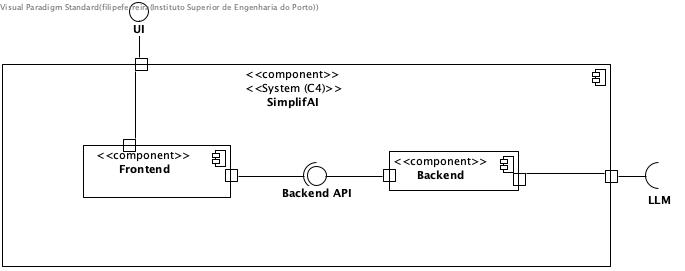 Visual Paradigm Standard(filipeferreira(Instituto Superior de Engenharia do Porto))
UI
<<component>>
<<System (C4)>>
SimplifAI
<<component>>
Frontend
Backend API
<<component>>
Backend
LLM